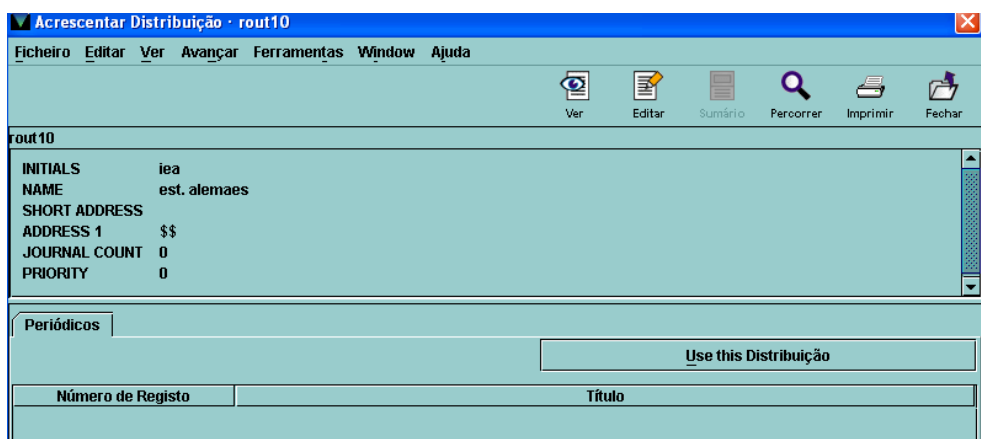 Acrescentar Distribuição · rout10
Ficheiro Editar Ver Avançar Ferramentas Window Ajuda
Ver Editar Sumário Percorrer Imprimir Fechar
rout10
INITIALS iea
NAME est. alemaes
SHORT ADDRESS
ADDRESS 1 $$
JOURNAL COUNT 0
PRIORITY 0
Periódicos
Use this Distribuição
Número de Registo Título